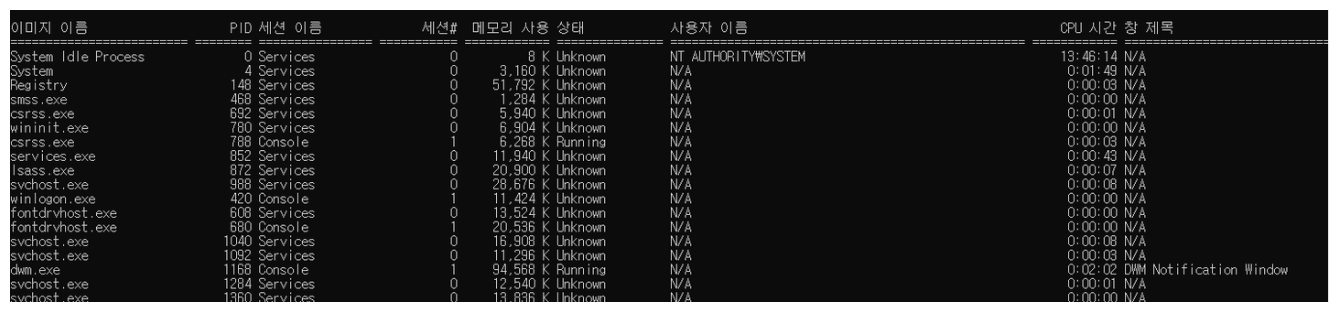 이미지 이름 PID 세션 이름 세션# 메모리 사용 상태 사용자 이름 CPU 시간 창 제목
========================= ======== ================ =========== ============ =============== ================================================== ============ ============================
System Idle Process 0 Services 0 8 K Unknown NT AUTHORITY₩SYSTEM 13:46:14 N/A
System 4 Services 0 3,160 K Unknown N/A 0:01:49 N/A
Registry 148 Services 0 51,792 K Unknown N/A 0:00:03 N/A
smss.exe 468 Services 0 1,284 K Unknown N/A 0:00:00 N/A
csrss.exe 692 Services 0 5,940 K Unknown N/A 0:00:01 N/A
wininit.exe 780 Services 0 6,904 K Unknown N/A 0:00:00 N/A
csrss.exe 788 Console 1 6,268 K Running N/A 0:00:03 N/A
services.exe 852 Services 0 11,940 K Unknown N/A 0:00:43 N/A
lsass.exe 872 Services 0 20,900 K Unknown N/A 0:00:07 N/A
svchost.exe 988 Services 0 28,676 K Unknown N/A 0:00:08 N/A
winlogon.exe 420 Console 1 11,424 K Unknown N/A 0:00:00 N/A
fontdrvhost.exe 608 Services 0 13,524 K Unknown N/A 0:00:00 N/A
fontdrvhost.exe 680 Console 1 20,536 K Unknown N/A 0:00:00 N/A
svchost.exe 1040 Services 0 16,908 K Unknown N/A 0:00:08 N/A
svchost.exe 1092 Services 0 11,296 K Unknown N/A 0:00:03 N/A
dwm.exe 1168 Console 1 94,568 K Running N/A 0:02:02 DWM Notification Window
svchost.exe 1284 Services 0 12,540 K Unknown N/A 0:00:01 N/A
svchost.exe 1360 Services 0 13,836 K Unknown N/A 0:00:00 N/A